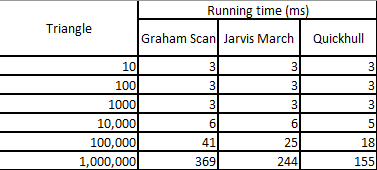 Triangle Running time (ms)
Graham Scan Jarvis March Quickhull
10 3 3 3
100 3 3 3
1000 3 3 3
10,000 6 6 5
100,000 41 25 18
1,000,000 369 244 155